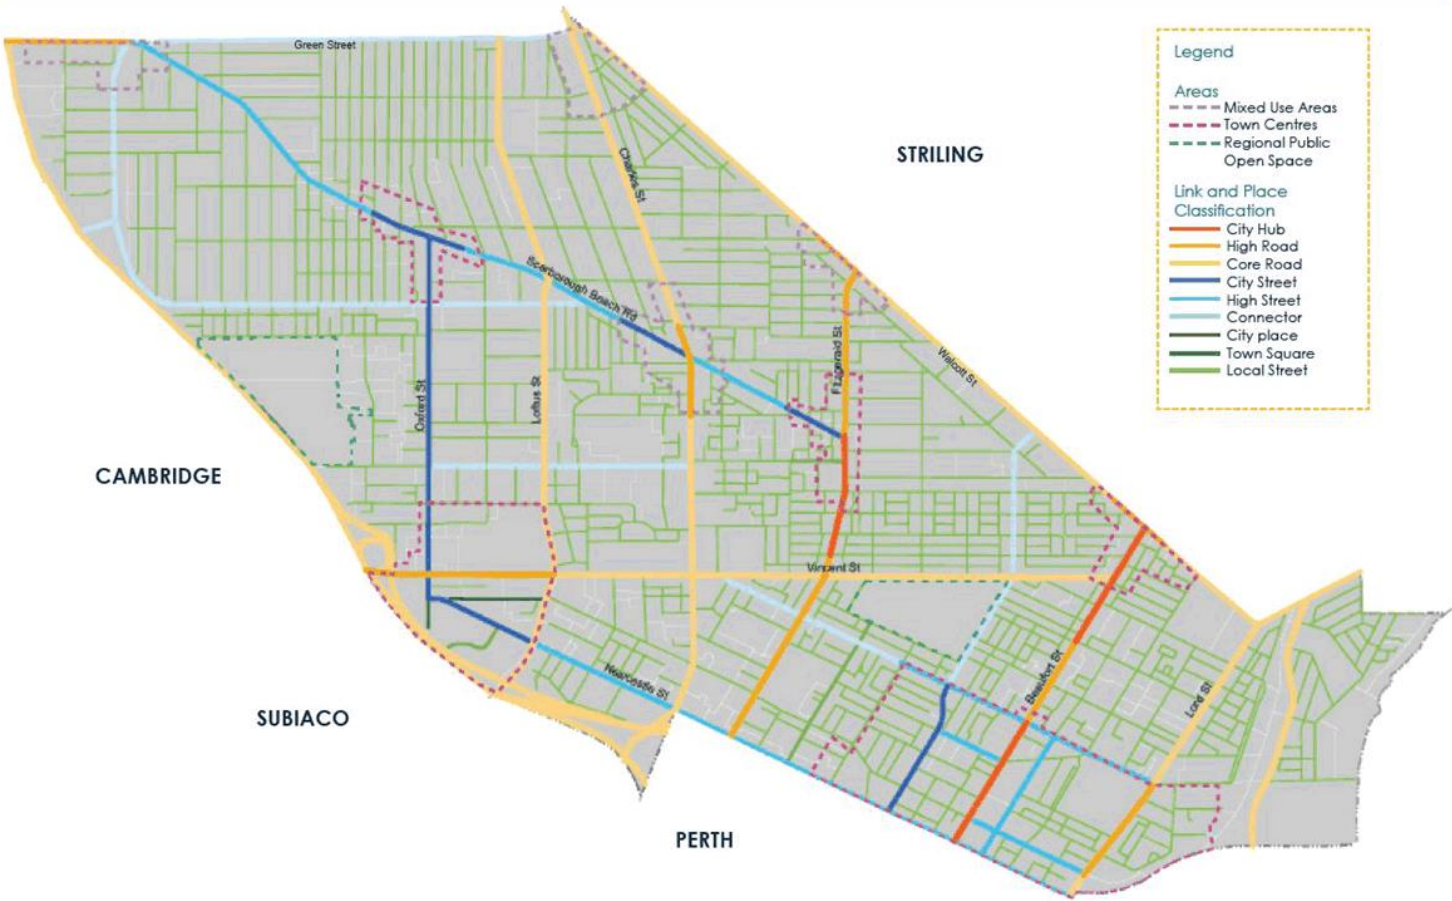 Green Street
Charles St
STRILING
Scarborough Beach Rd
Fitzgerald St
Walcott St
Oxford St
Loftus St
CAMBRIDGE
Vincent St
SUBIACO
Newcastle St
Beaufort St
Lord St
PERTH
Legend
Areas
Mixed Use Areas
Town Centres
Regional Public
Open Space
Link and Place
Classification
City Hub
High Road
Core Road
City Street
High Street
Connector
City place
Town Square
Local Street